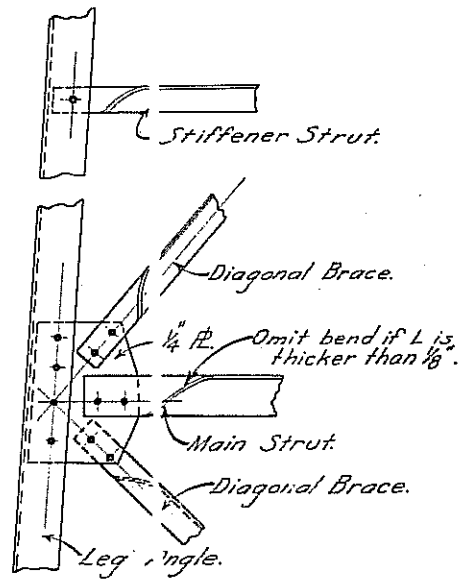 Stiffener Strut.
Diagonal Brace.
1/4" PL.
Omit bend if L is
thicker than 1/8".
Main Strut.
Diagonal Brace.
Leg Angle.